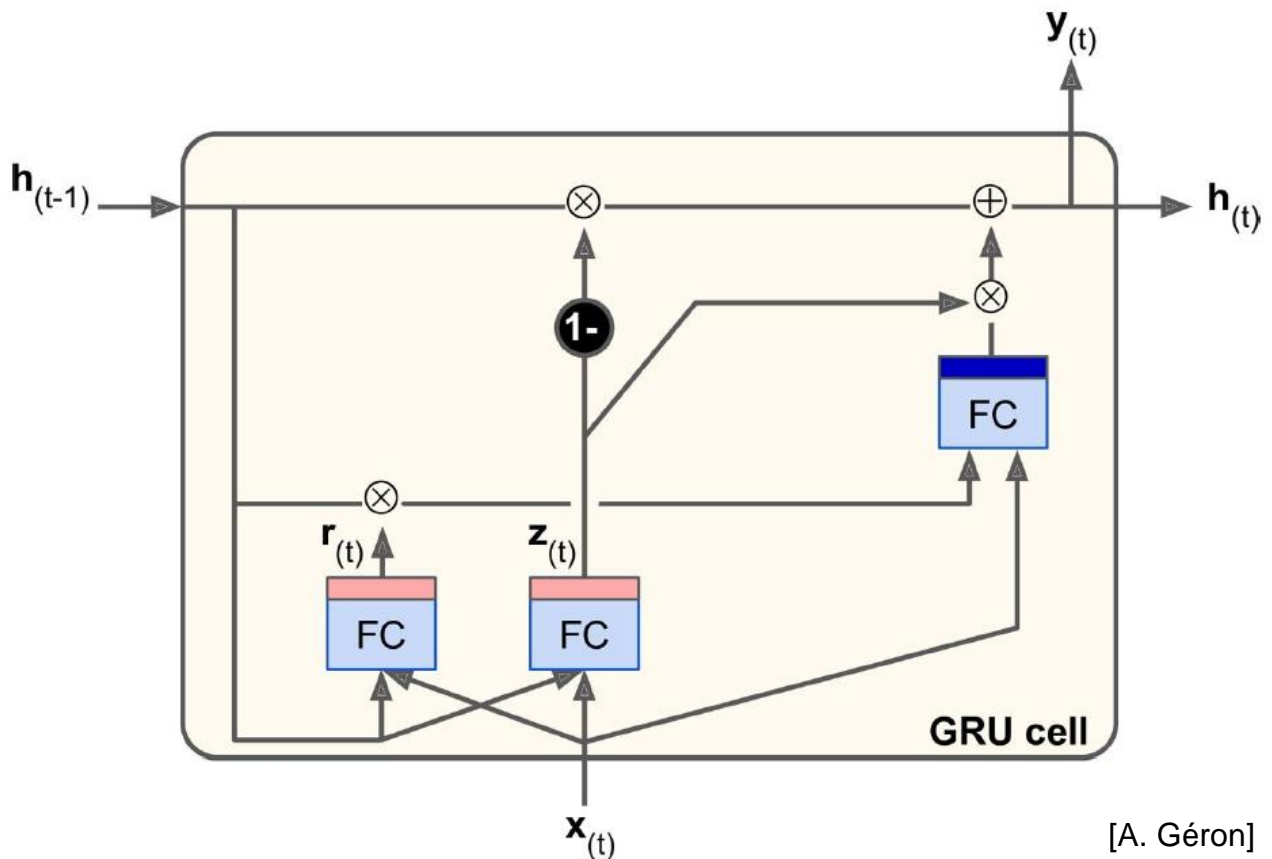 y(t)
h(t-1)
⊗
⊕
h(t)
1-
⊗
FC
⊗
r(t)
z(t)
FC
FC
GRU cell
x(t)
[A. Géron]